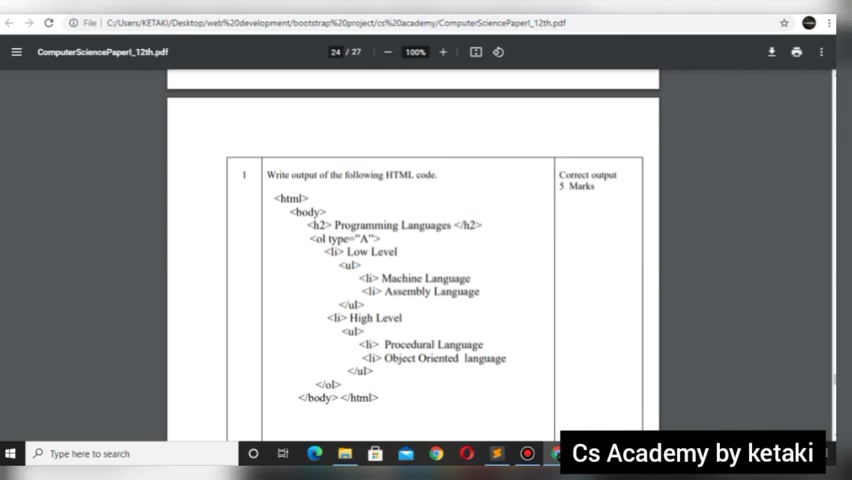 File
C:/Users/KETAKI/Desktop/web%20development/bootstrap%20project/cs%20academy/ComputerSciencePaperI_12th.pdf
ComputerSciencePaperI_12th.pdf
24 / 27
100%
1
Write output of the following HTML code.
Correct output
5 Marks
<html>
<body>
<h2> Programming Languages </h2>
<ol type="A">
<li> Low Level
<ul>
<li> Machine Language
<li> Assembly Language
</ul>
<li> High Level
<ul>
<li> Procedural Language
<li> Object Oriented language
</ul>
</ol>
</body> </html>
Type here to search
Cs Academy by ketaki